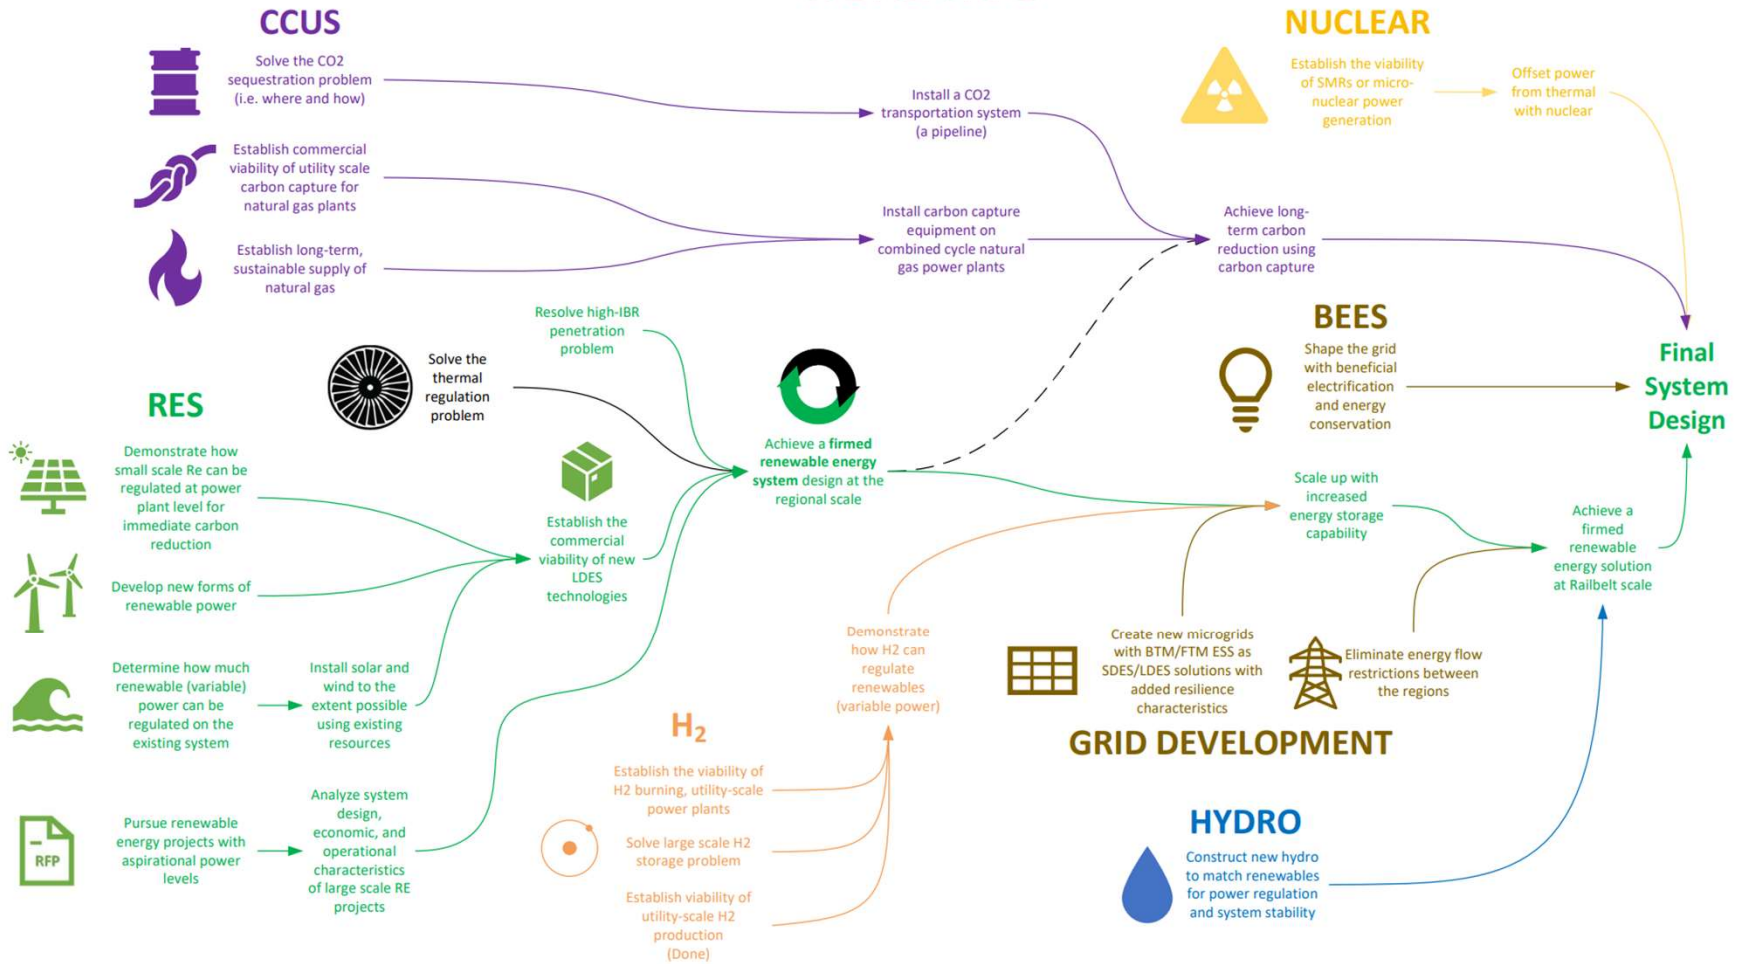 CCUS
Solve the CO2
sequestration problem
(i.e. where and how)
Establish commercial
viability of utility scale
carbon capture for
natural gas plants
Establish long-term,
sustainable supply of
natural gas
Install a CO2
transportation system
(a pipeline)
Install carbon capture
equipment on
combined cycle natural
gas power plants
Achieve long-
term carbon
reduction using
carbon capture
NUCLEAR
Establish the viability
of SMRs or micro-
nuclear power
generation
Offset power
from thermal
with nuclear
Resolve high-IBR
penetration
problem
Solve the
thermal
regulation
problem
RES
Demonstrate how
small scale Re can be
regulated at power
plant level for
immediate carbon
reduction
Develop new forms of
renewable power
Determine how much
renewable (variable)
power can be
regulated on the
existing system
Install solar and
wind to the
extent possible
using existing
resources
RFP
Pursue renewable
energy projects with
aspirational power
levels
Analyze system
design,
economic, and
operational
characteristics
of large scale RE
projects
Establish the
commercial
viability of new
LDES
technologies
Achieve a firmed
renewable energy
system design at the
regional scale
BEES
Shape the grid
with beneficial
electrification
and energy
conservation
Final
System
Design
Scale up with
increased
energy storage
capability
Achieve a
firmed
renewable
energy solution
at Railbelt scale
H2
Establish the viability of
H2 burning, utility-scale
power plants
Solve large scale H2
storage problem
Establish viability of
utility-scale H2
production
(Done)
Demonstrate
how H2 can
regulate
renewables
(variable power)
Create new microgrids
with BTM/FTM ESS as
SDES/LDES solutions with
added resilience
characteristics
Eliminate energy flow
restrictions between
the regions
GRID DEVELOPMENT
HYDRO
Construct new hydro
to match renewables
for power regulation
and system stability